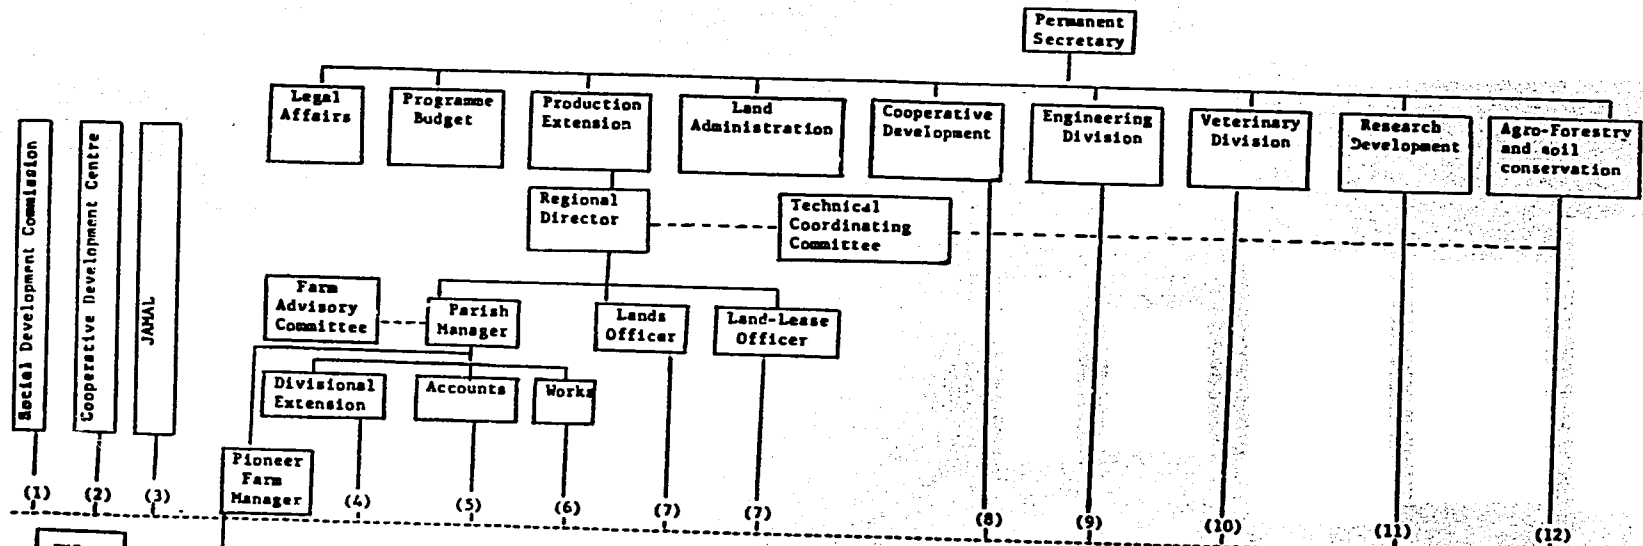 Permanent
Secretary
Legal
Affairs
Programme
Budget
Production
Extension
Land
Administration
Cooperative
Development
Engineering
Division
Veterinary
Division
Research
Development
Agro-Forestry
and soil
conservation
Social Development Commission
Cooperative Development Centre
JAMAL
Regional
Director
Technical
Coordinating
Committee
Farm
Advisory
Committee
Parish
Manager
Lands
Officer
Land-Lease
Officer
Divisional
Extension
Accounts
Works
Pioneer
Farm
Manager
(1)
(2)
(3)
(4)
(5)
(6)
(7)
(7)
(8)
(9)
(10)
(11)
(12)